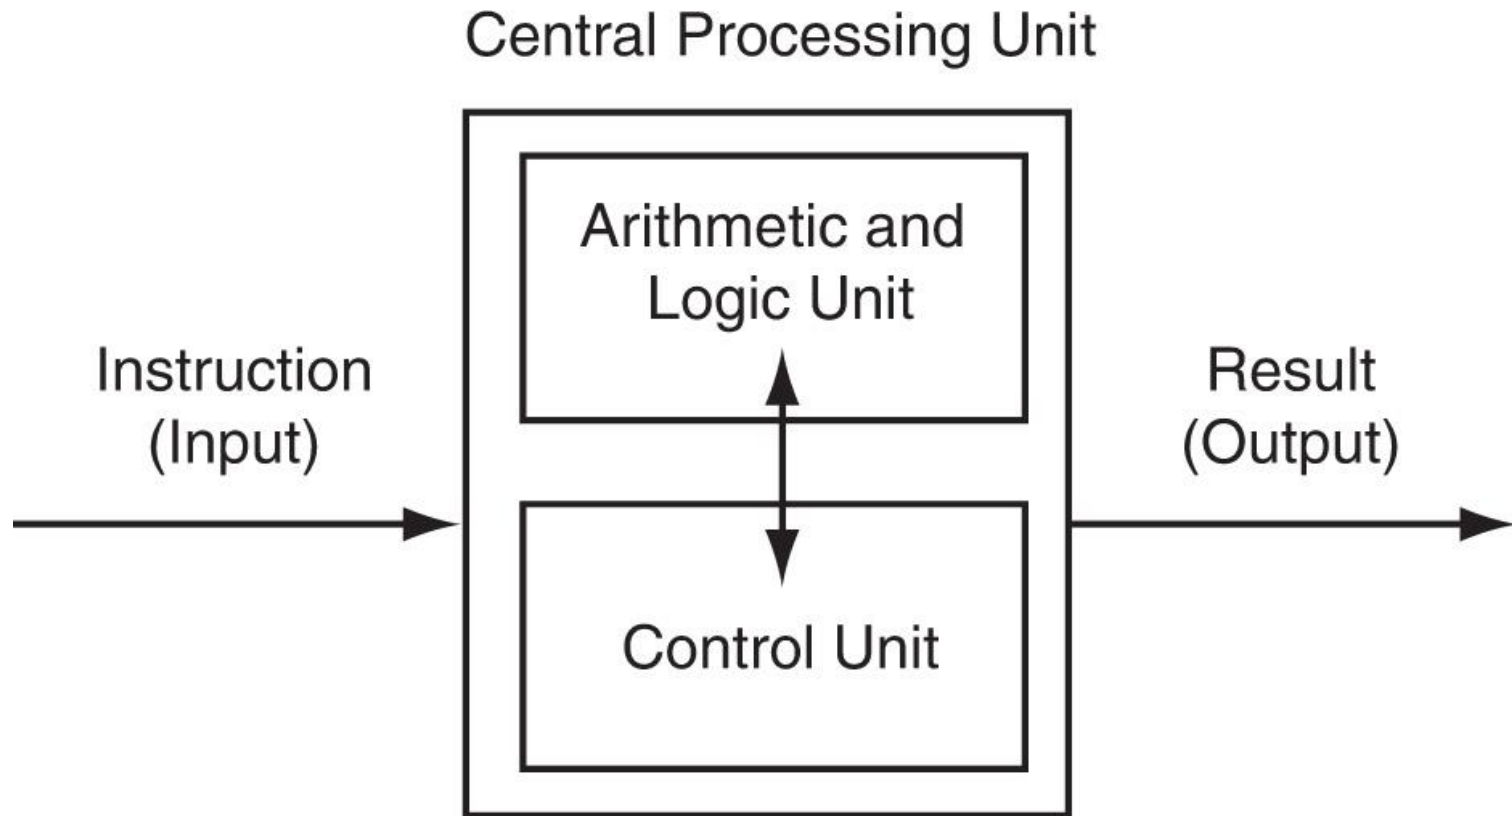 Central Processing Unit
Arithmetic and
Logic Unit
Instruction
(Input)
Result
(Output)
Control Unit